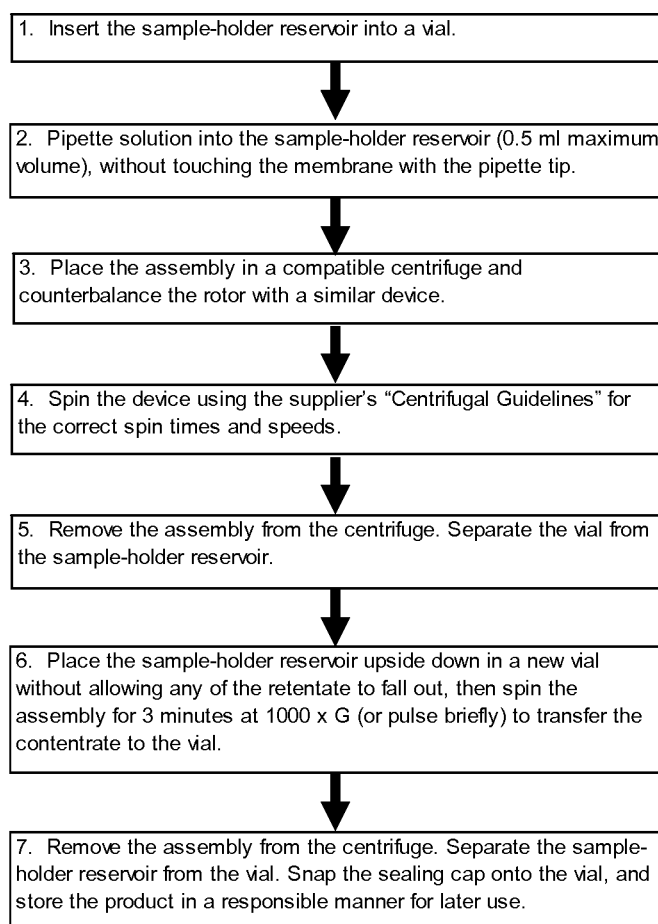 1. Insert the sample-holder reservoir into a vial.
2. Pipette solution into the sample-holder reservoir (0.5 ml maximum
volume), without touching the membrane with the pipette tip.
3. Place the assembly in a compatible centrifuge and
counterbalance the rotor with a similar device.
4. Spin the device using the supplier’s “Centrifugal Guidelines” for
the correct spin times and speeds.
5. Remove the assembly from the centrifuge. Separate the vial from
the sample-holder reservoir.
6. Place the sample-holder reservoir upside down in a new vial
without allowing any of the retentate to fall out, then spin the
assembly for 3 minutes at 1000 x G (or pulse briefly) to transfer the
contentrate to the vial.
7. Remove the assembly from the centrifuge. Separate the sample-
holder reservoir from the vial. Snap the sealing cap onto the vial, and
store the product in a responsible manner for later use.